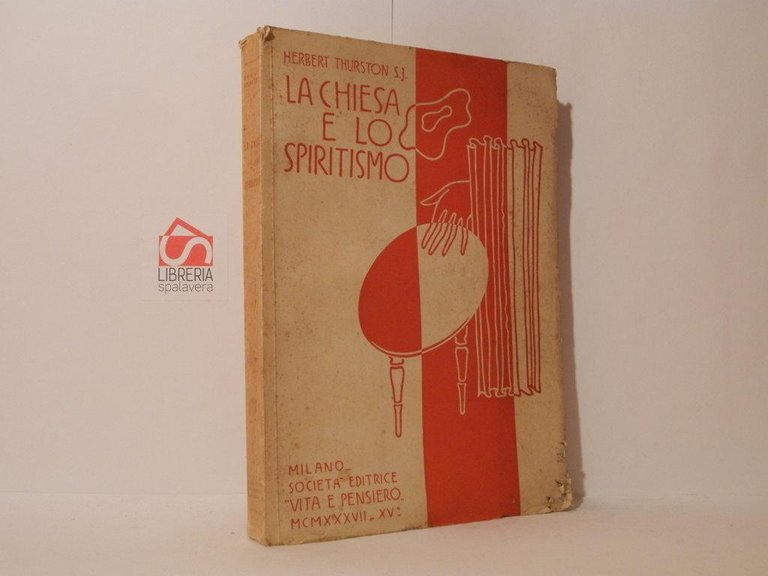 HERBERT THURSTON S.J.
LA CHIESA
E LO
SPIRITISMO
LIBRERIA
spalavera
MILANO
SOCIETÀ EDITRICE
"VITA E PENSIERO"
MCMXXXVII - XV°